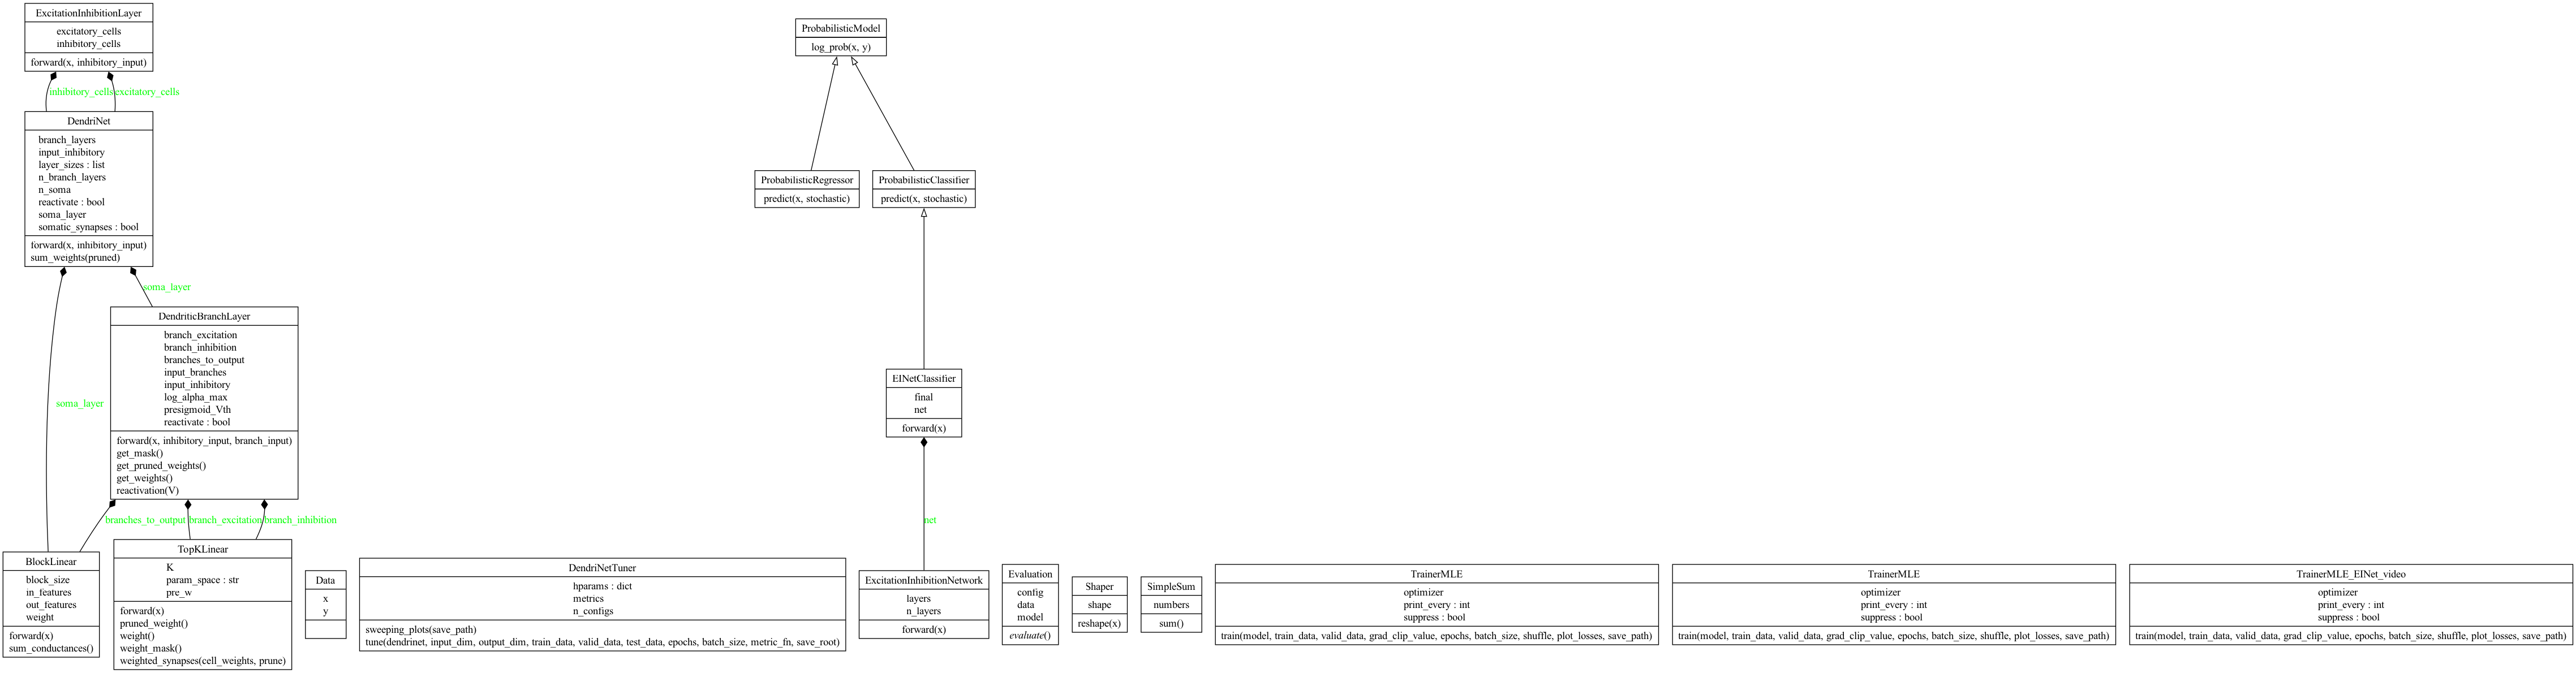 ExcitationInhibitionLayer
excitatory_cells
inhibitory_cells
forward(x, inhibitory_input)
inhibitory_cells
excitatory_cells
DendriNet
branch_layers
input_inhibitory
layer_sizes : list
n_branch_layers
n_soma
reactivate : bool
soma_layer
somatic_synapses : bool
forward(x, inhibitory_input)
sum_weights(pruned)
soma_layer
soma_layer
DendriticBranchLayer
branch_excitation
branch_inhibition
branches_to_output
input_branches
input_inhibitory
log_alpha_max
presigmoid_Vth
reactivate : bool
forward(x, inhibitory_input, branch_input)
get_mask()
get_pruned_weights()
get_weights()
reactivation(V)
branches_to_output
branch_excitation
branch_inhibition
BlockLinear
block_size
in_features
out_features
weight
forward(x)
sum_conductances()
TopKLinear
K
param_space : str
pre_w
forward(x)
pruned_weight()
weight()
weight_mask()
weighted_synapses(cell_weights, prune)
Data
x
y
DendriNetTuner
hparams : dict
metrics
n_configs
sweeping_plots(save_path)
tune(dendrinet, input_dim, output_dim, train_data, valid_data, test_data, epochs, batch_size, metric_fn, save_root)
ProbabilisticModel
log_prob(x, y)
ProbabilisticRegressor
predict(x, stochastic)
ProbabilisticClassifier
predict(x, stochastic)
EINetClassifier
final
net
forward(x)
net
ExcitationInhibitionNetwork
layers
n_layers
forward(x)
Evaluation
config
data
model
evaluate()
Shaper
shape
reshape(x)
SimpleSum
numbers
sum()
TrainerMLE
optimizer
print_every : int
suppress : bool
train(model, train_data, valid_data, grad_clip_value, epochs, batch_size, shuffle, plot_losses, save_path)
TrainerMLE
optimizer
print_every : int
suppress : bool
train(model, train_data, valid_data, grad_clip_value, epochs, batch_size, shuffle, plot_losses, save_path)
TrainerMLE_EINet_video
optimizer
print_every : int
suppress : bool
train(model, train_data, valid_data, grad_clip_value, epochs, batch_size, shuffle, plot_losses, save_path)